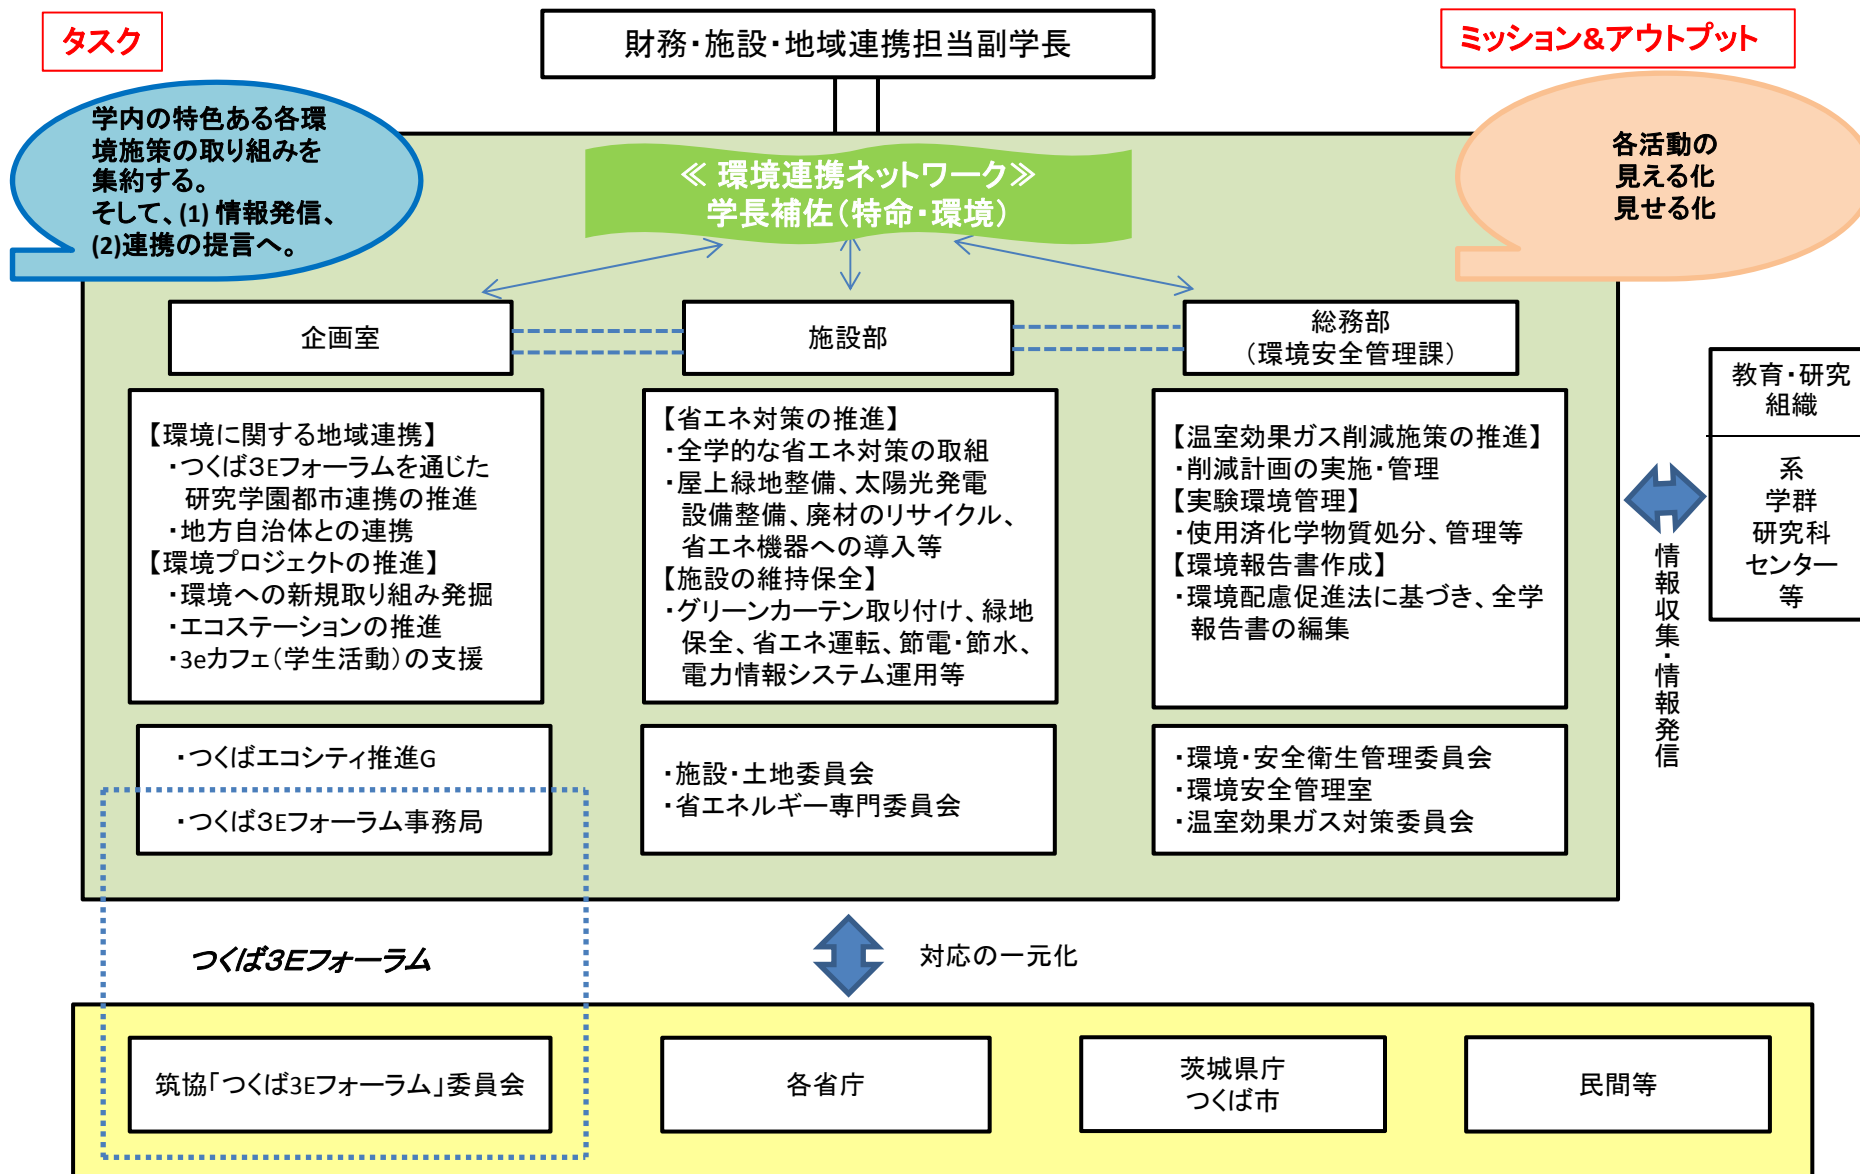 タスク
財務・施設・地域連携担当副学長
ミッション&アウトプット
学内の特色ある各環
境施策の取り組みを
集約する。
そして、(1) 情報発信、
(2)連携の提言へ。
各活動の
見える化
見せる化
≪ 環境連携ネットワーク≫
学長補佐(特命・環境)
企画室
施設部
総務部
(環境安全管理課)
【環境に関する地域連携】
・つくば3Eフォーラムを通じた
研究学園都市連携の推進
・地方自治体との連携
【環境プロジェクトの推進】
・環境への新規取り組み発掘
・エコステーションの推進
・3eカフェ(学生活動)の支援
【省エネ対策の推進】
・全学的な省エネ対策の取組
・屋上緑地整備、太陽光発電
設備整備、廃材のリサイクル、
省エネ機器への導入等
【施設の維持保全】
・グリーンカーテン取り付け、緑地
保全、省エネ運転、節電・節水、
電力情報システム運用等
【温室効果ガス削減施策の推進】
・削減計画の実施・管理
【実験環境管理】
・使用済化学物質処分、管理等
【環境報告書作成】
・環境配慮促進法に基づき、全学
報告書の編集
教育・研究
組織
系
学群
研究科
センター
等
情報収集・情報発信
・つくばエコシティ推進G
・つくば3Eフォーラム事務局
・施設・土地委員会
・省エネルギー専門委員会
・環境・安全衛生管理委員会
・環境安全管理室
・温室効果ガス対策委員会
つくば3Eフォーラム
対応の一元化
筑協「つくば3Eフォーラム」委員会
各省庁
茨城県庁
つくば市
民間等